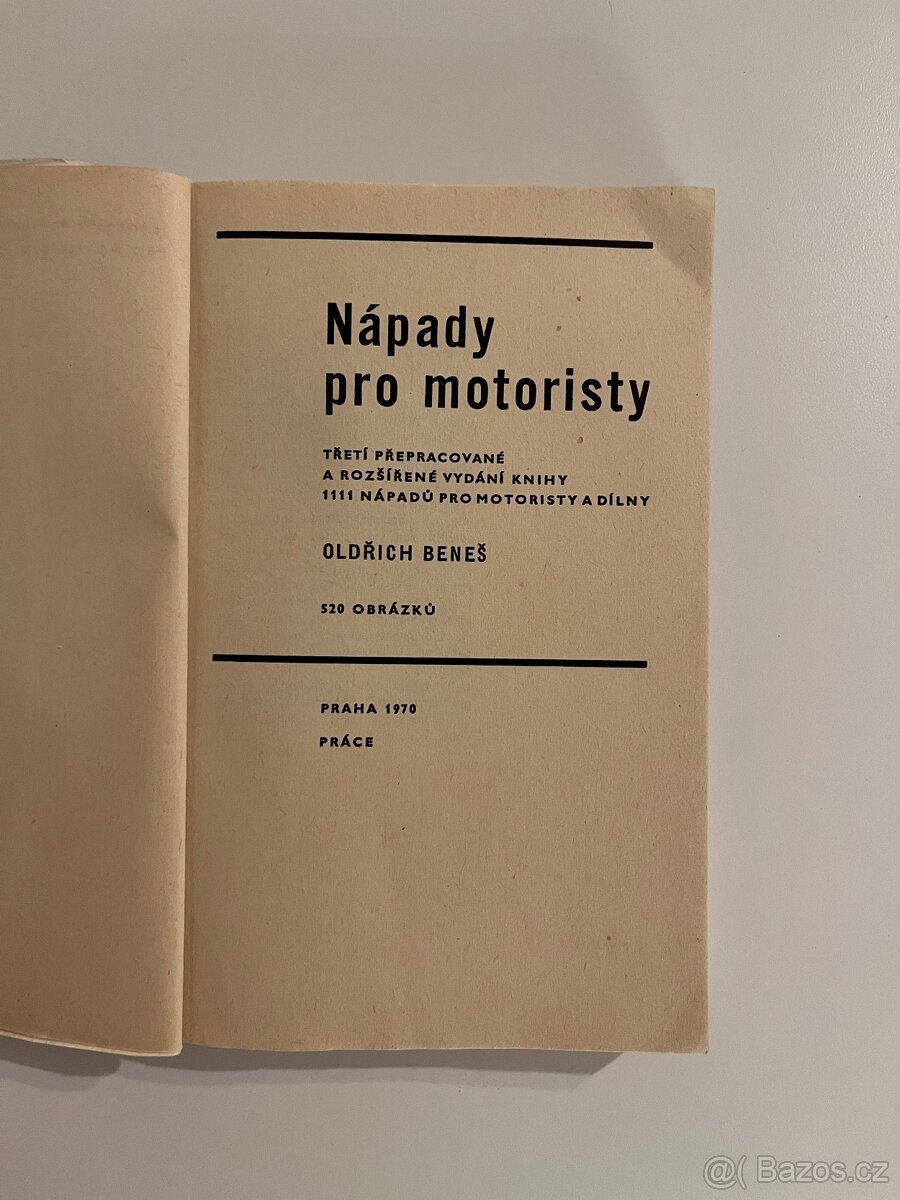 Nápady
pro motoristy
TŘETÍ PŘEPRACOVANÉ
A ROZŠÍŘENÉ VYDÁNÍ KNIHY
1111 NÁPADŮ PRO MOTORISTY A DÍLNY
OLDŘICH BENEŠ
520 OBRÁZKŮ
PRAHA 1970
PRÁCE
@( Bazos.cz